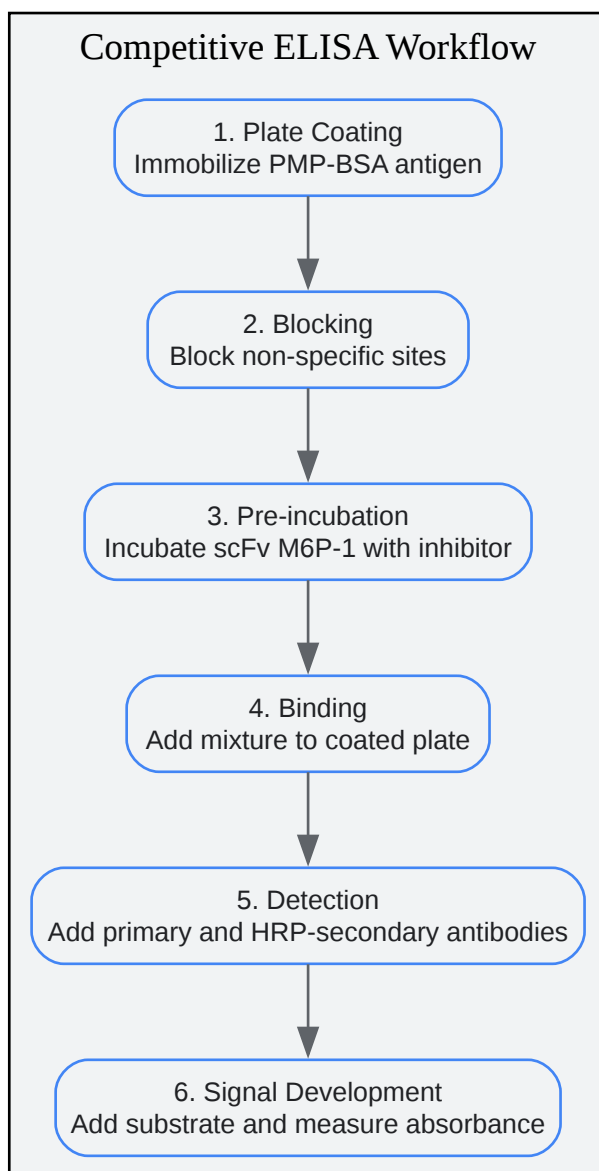 Competitive ELISA Workflow
1. Plate Coating
Immobilize PMP-BSA antigen
2. Blocking
Block non-specific sites
3. Pre-incubation
Incubate scFv M6P-1 with inhibitor
4. Binding
Add mixture to coated plate
5. Detection
Add primary and HRP-secondary antibodies
6. Signal Development
Add substrate and measure absorbance